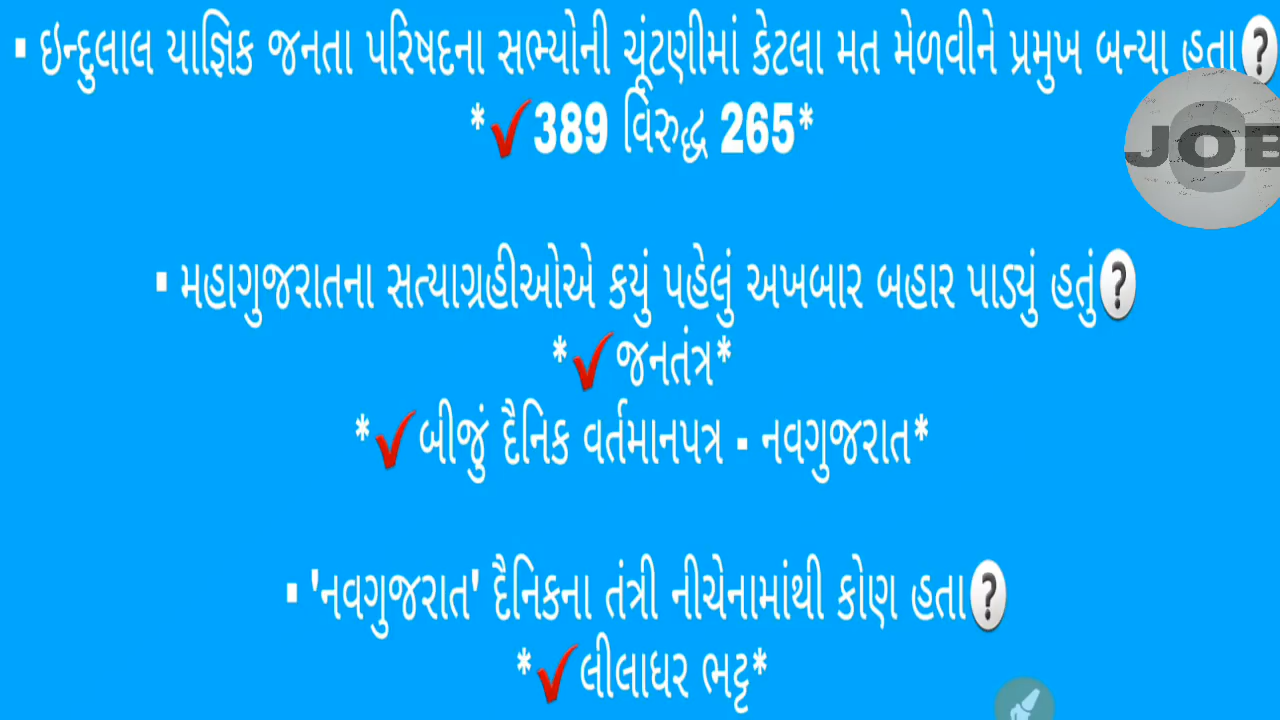 ▪ ઇન્દુલાલ યાજ્ઞિક જનતા પરિષદના સભ્યોની ચૂંટણીમાં કેટલા મત મેળવીને પ્રમુખ બન્યા હતા❔
*✔389 વિરુદ્ધ 265*
JOB
▪ મહાગુજરાતના સત્યાગ્રહીઓએ કયું પહેલું અખબાર બહાર પાડ્યું હતું❔
*✔જનતંત્ર*
*✔બીજું દૈનિક વર્તમાનપત્ર - નવગુજરાત*
▪ 'નવગુજરાત' દૈનિકના તંત્રી નીચેનામાંથી કોણ હતા❔
*✔લીલાધર ભટ્ટ*